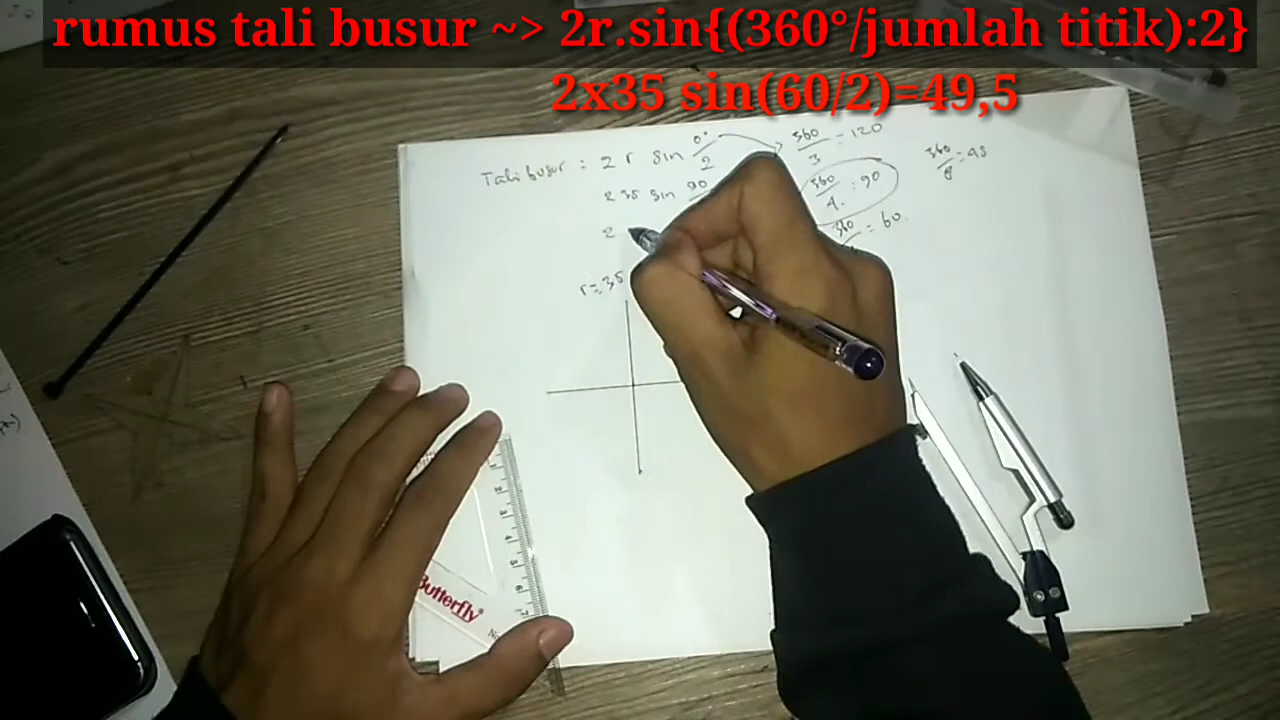 rumus tali busur ~> 2r.sin{(360°/jumlah titik):2}
2x35 sin(60/2)=49,5
Tali busur = 2 r sin 0°/2
360/3 = 120
360/8 = 45
2 35 sin 90
360/4 = 90
360 = 60
2
r = 35
Butterfly